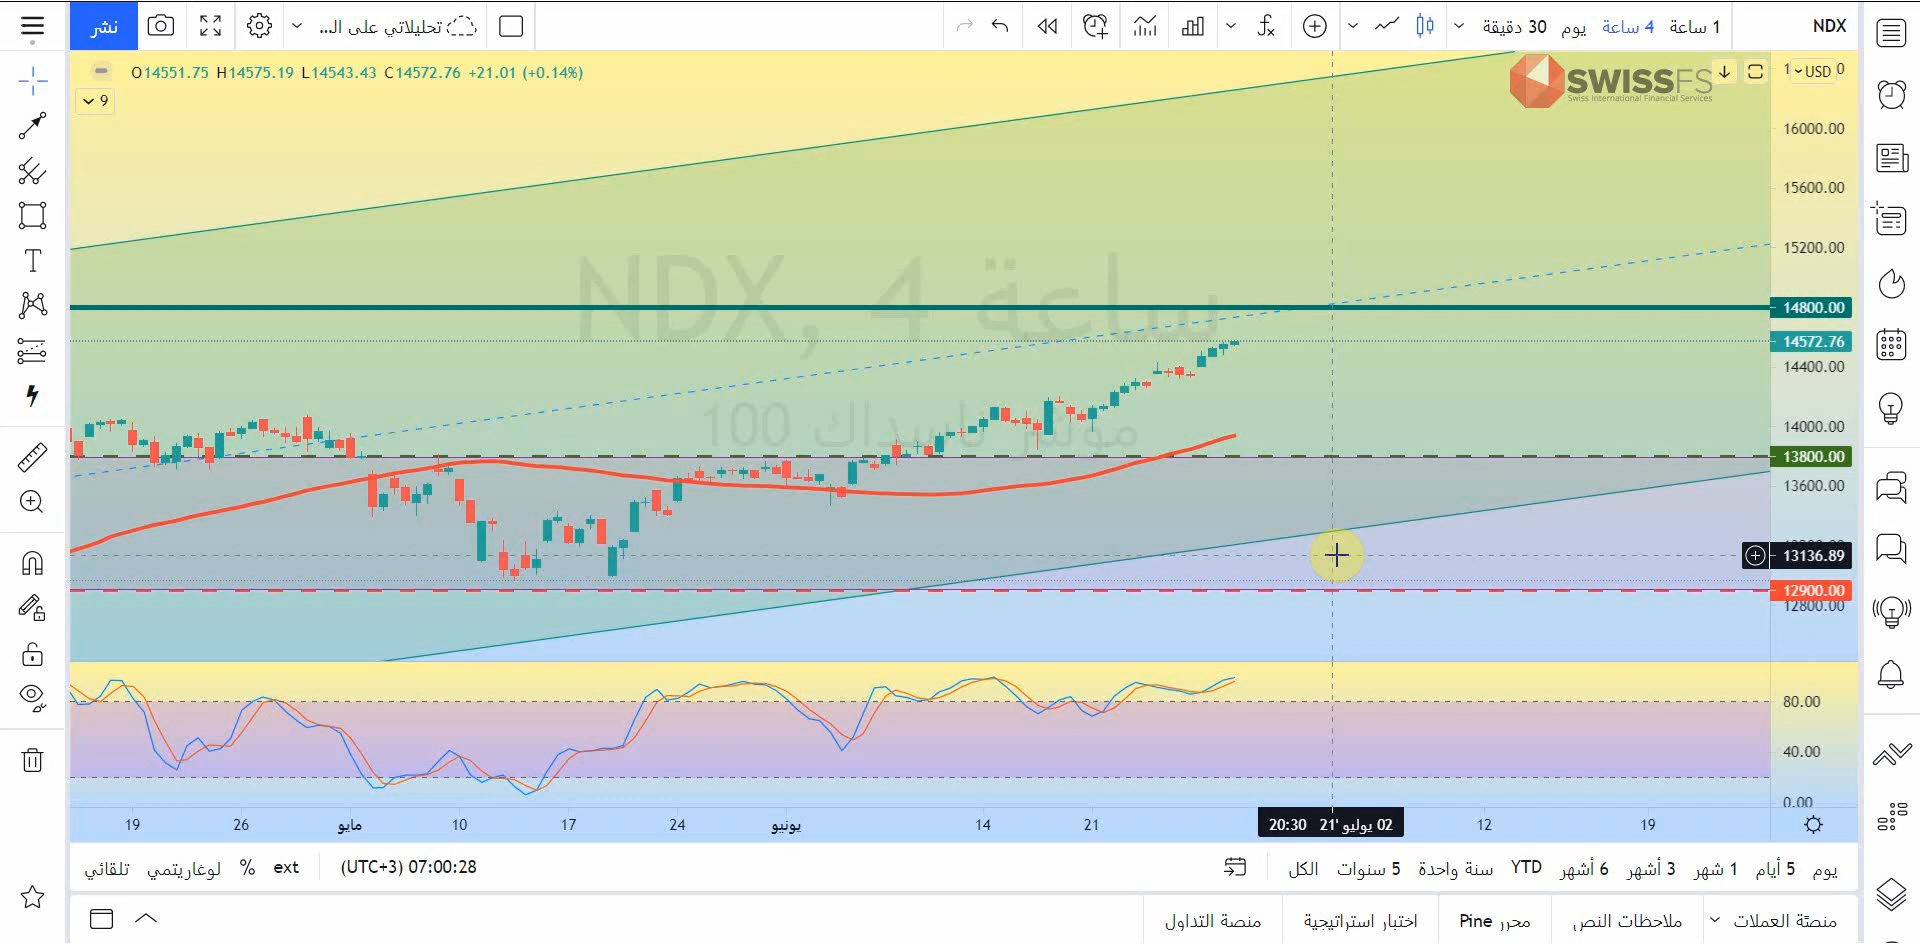 نشر
تحليلاتي على ال...
30 دقيقة يوم 4 ساعة 1 ساعة
NDX
O14551.75 H14575.19 L14543.43 C14572.76 +21.01 (+0.14%)
9
SWISSFS
Swiss International Financial Services
USD
NDX, 4 ساعة
مؤشر ناسداك 100
16000.00
15600.00
15200.00
14800.00
14572.76
14400.00
14000.00
13800.00
13600.00
13136.89
12900.00
12800.00
80.00
40.00
0.00
19 26 مايو 10 17 24 يونيو 14 21 02 يوليو '21 20:30 12 19
تلقائي لوغاريتمي % ext
07:00:28 (UTC+3)
يوم 5 أيام 1 شهر 3 أشهر 6 أشهر YTD سنة واحدة 5 سنوات الكل
منصئة العملات ملاحظات النص محرر Pine اختبار استراتيجية منصة التداول